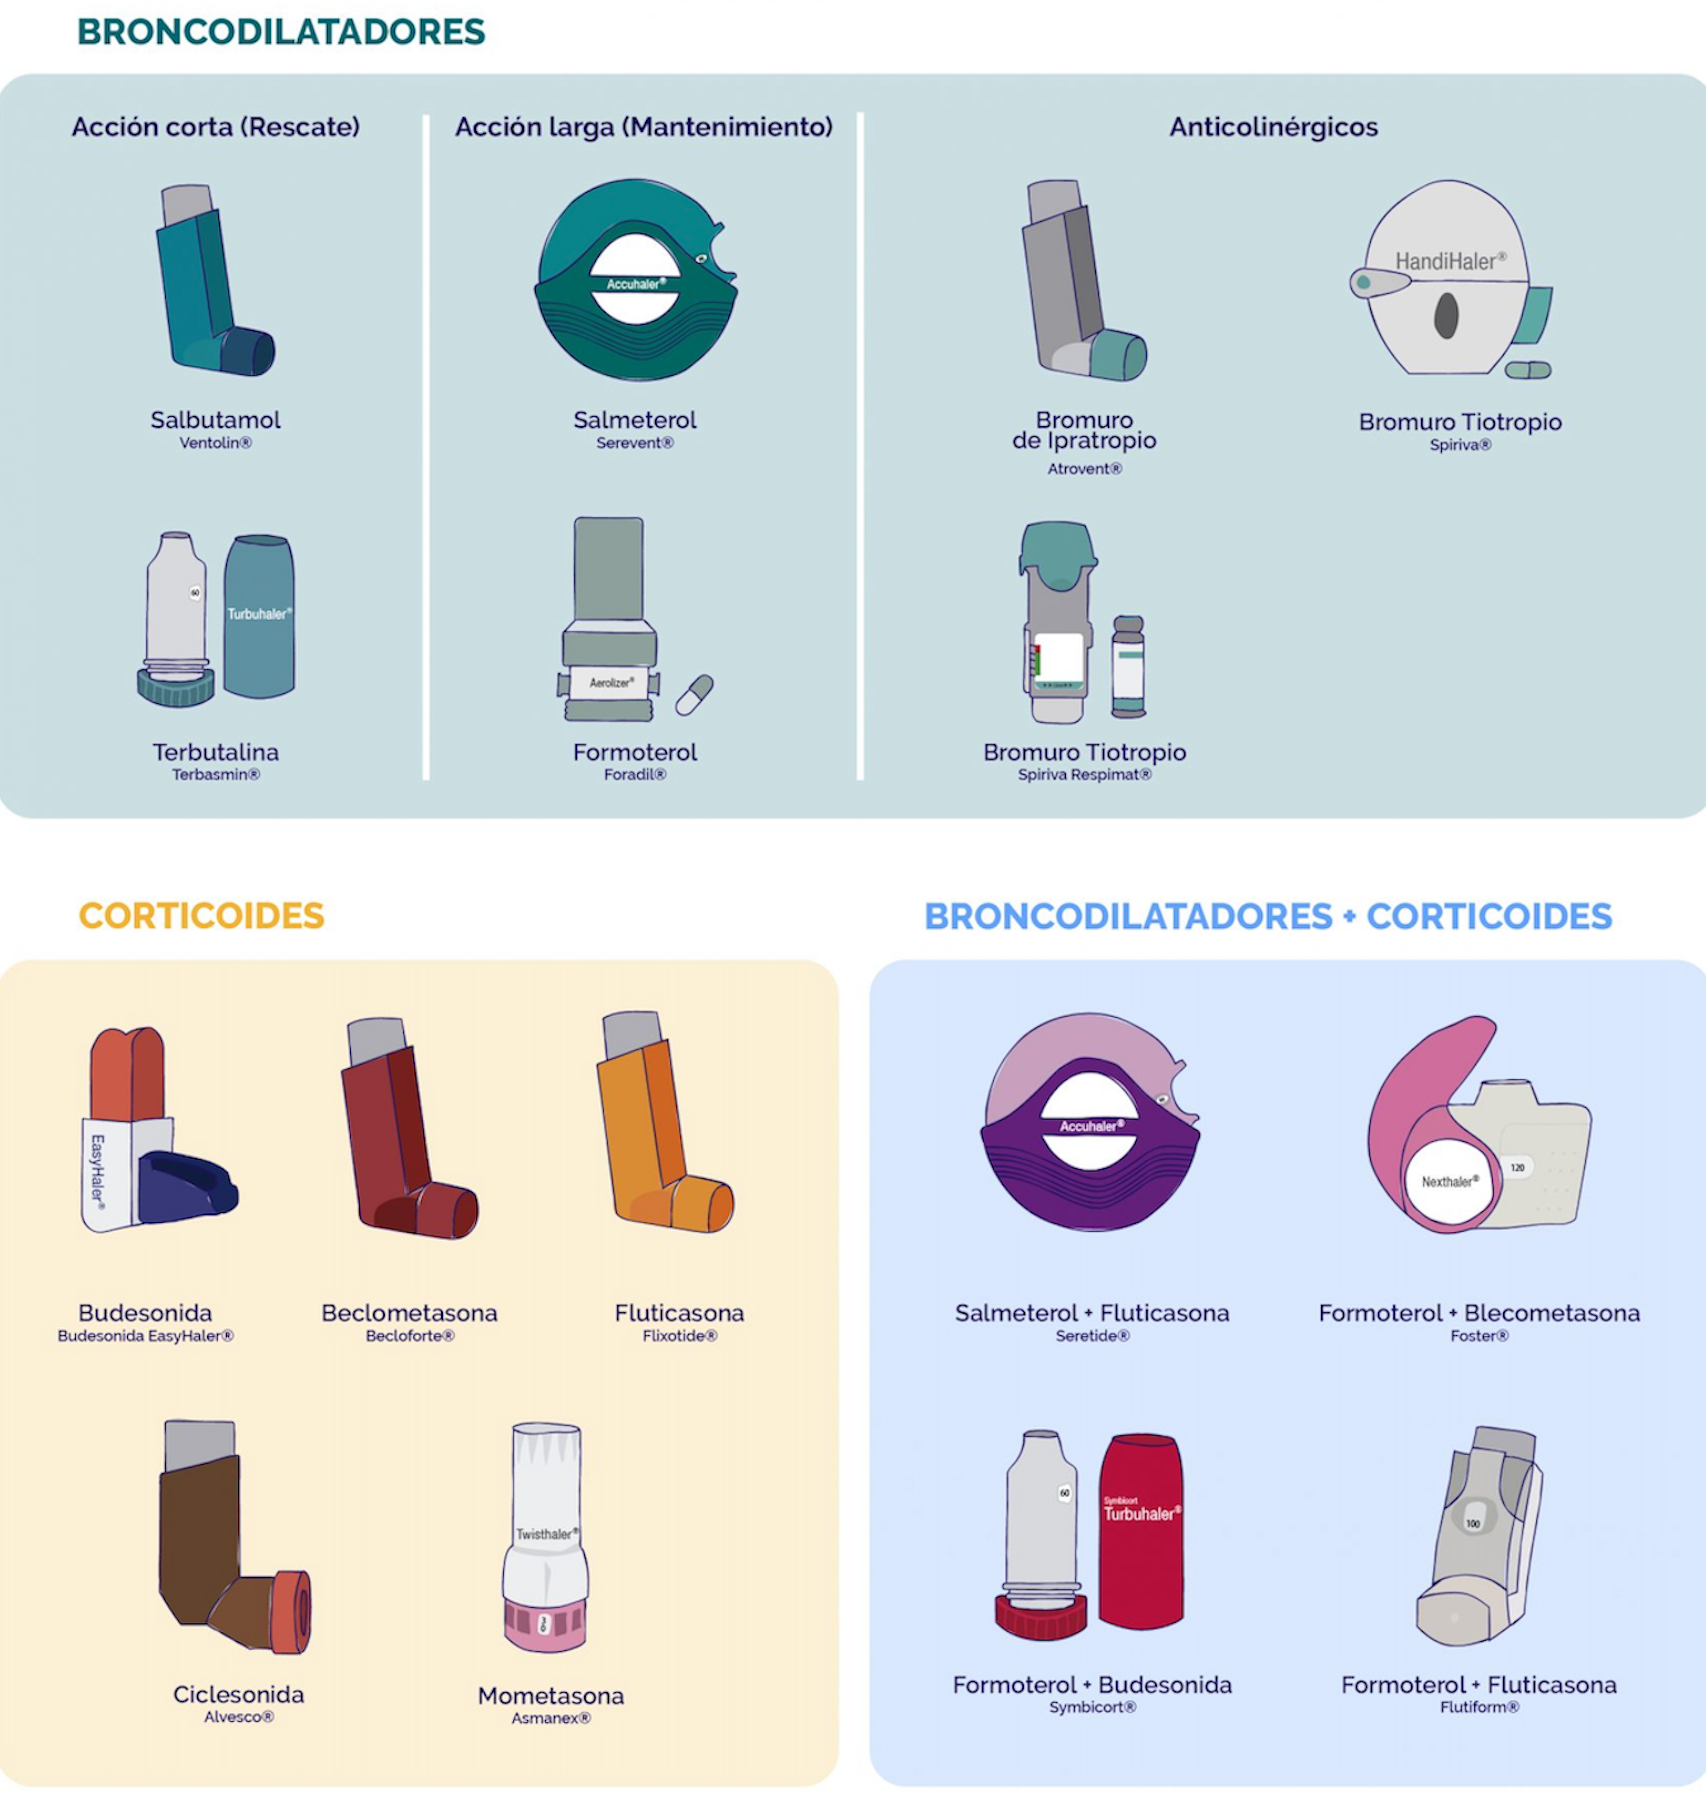 BRONCODILATADORES
Acción corta (Rescate)
Acción larga (Mantenimiento)
Anticolinérgicos
Accuhaler®
HandiHaler®
Salbutamol
Ventolin®
Salmeterol
Serevent®
Bromuro
de Ipratropio
Atrovent®
Bromuro Tiotropio
Spiriva®
60
Turbuhaler®
Aerolizer®
Terbutalina
Terbasmin®
Formoterol
Foradil®
Bromuro Tiotropio
Spiriva Respimat®
CORTICOIDES
EasyHaler®
Budesonida
Budesonida EasyHaler®
Beclometasona
Becloforte®
Fluticasona
Flixotide®
Twisthaler®
30
Ciclesonida
Alvesco®
Mometasona
Asmanex®
BRONCODILATADORES + CORTICOIDES
Accuhaler®
Nexthaler®
120
Salmeterol + Fluticasona
Seretide®
Formoterol + Blecometasona
Foster®
60
Symbicort
Turbuhaler®
100
Formoterol + Budesonida
Symbicort®
Formoterol + Fluticasona
Flutiform®